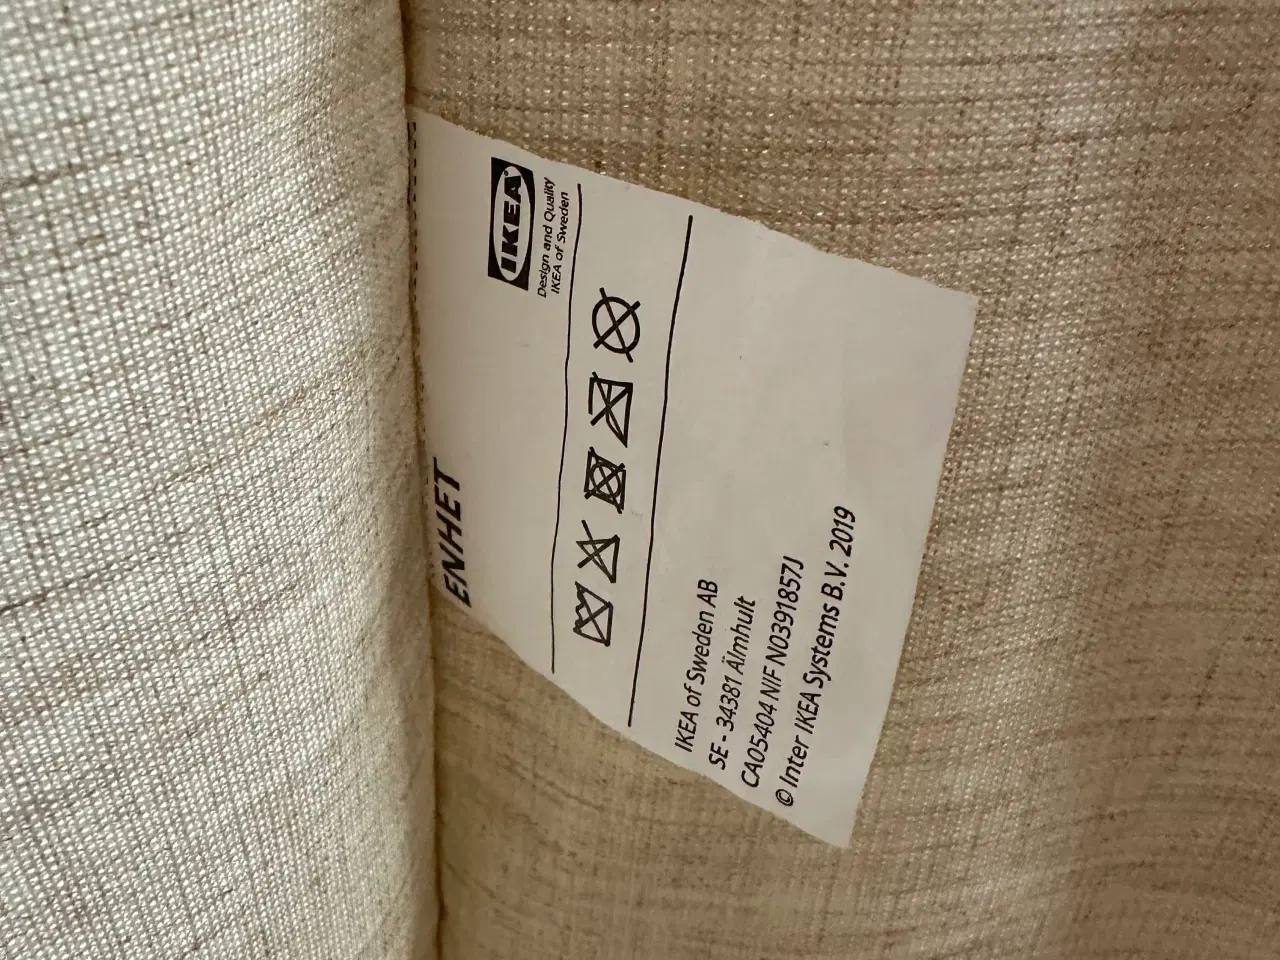 IKEA
Design and Quality
IKEA of Sweden
ENHET
IKEA of Sweden AB
SE - 34381 Älmhult
CA05404 NIF N0391857J
© Inter IKEA Systems B.V. 2019